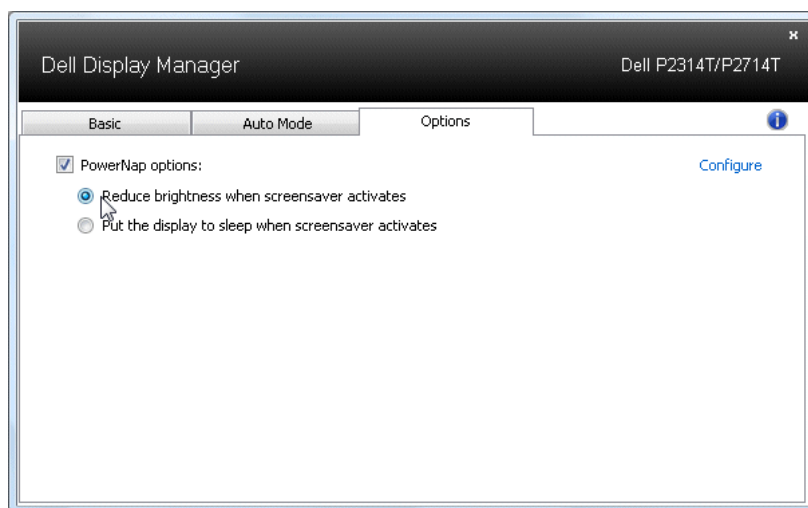 x
Dell Display Manager
Dell P2314T/P2714T
Basic
Auto Mode
Options
i
PowerNap options:
Configure
Reduce brightness when screensaver activates
Put the display to sleep when screensaver activates